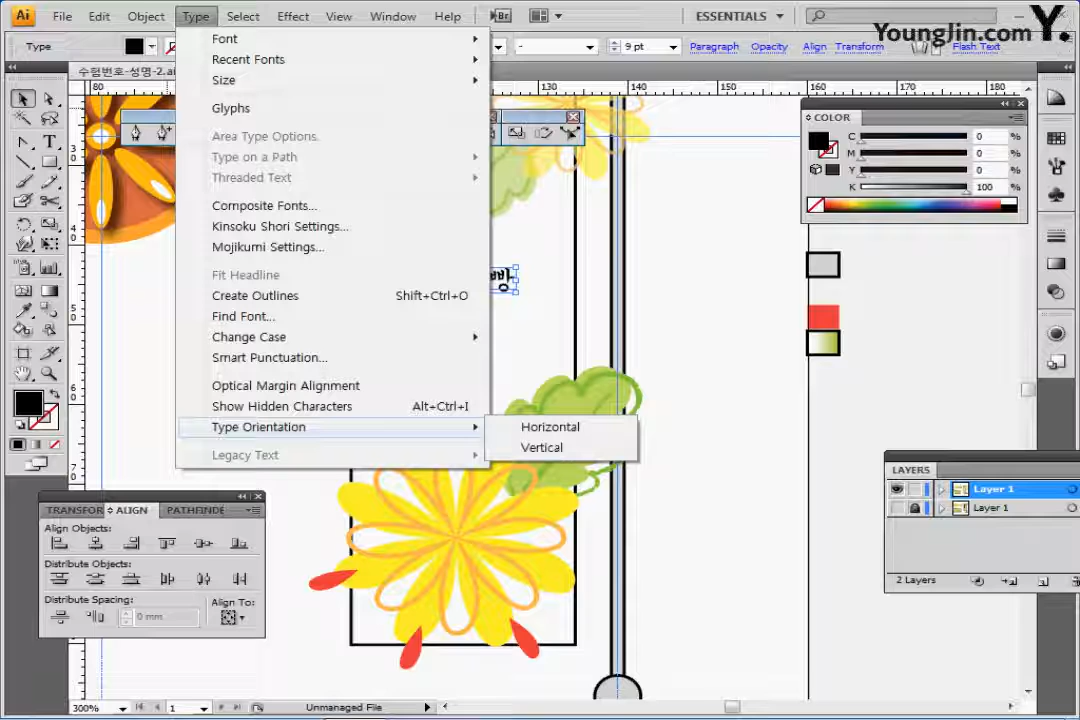 Ai File Edit Object Type Select Effect View Window Help Br ESSENTIALS
Y.
YoungJin.com
Type 9 pt Paragraph Opacity Align Transform Flash Text
수험번호-성명-2.ai
80 130 140 160 170 180
Font
Recent Fonts
Size
Glyphs
Area Type Options.
Type on a Path
Threaded Text
Composite Fonts...
Kinsoku Shori Settings...
Mojikumi Settings...
Fit Headline
Create Outlines Shift+Ctrl+O
Find Font...
Change Case
Smart Punctuation...
Optical Margin Alignment
Show Hidden Characters Alt+Ctrl+I
Type Orientation
Legacy Text
Horizontal
Vertical
COLOR
C 0 %
M 0 %
Y 0 %
K 100 %
LAYERS
Layer 1
Layer 1
2 Layers
TRANSFOR ALIGN PATHFINDE
Align Objects:
Distribute Objects:
Distribute Spacing:
Align To:
0 mm
300% 1 Unmanaged File